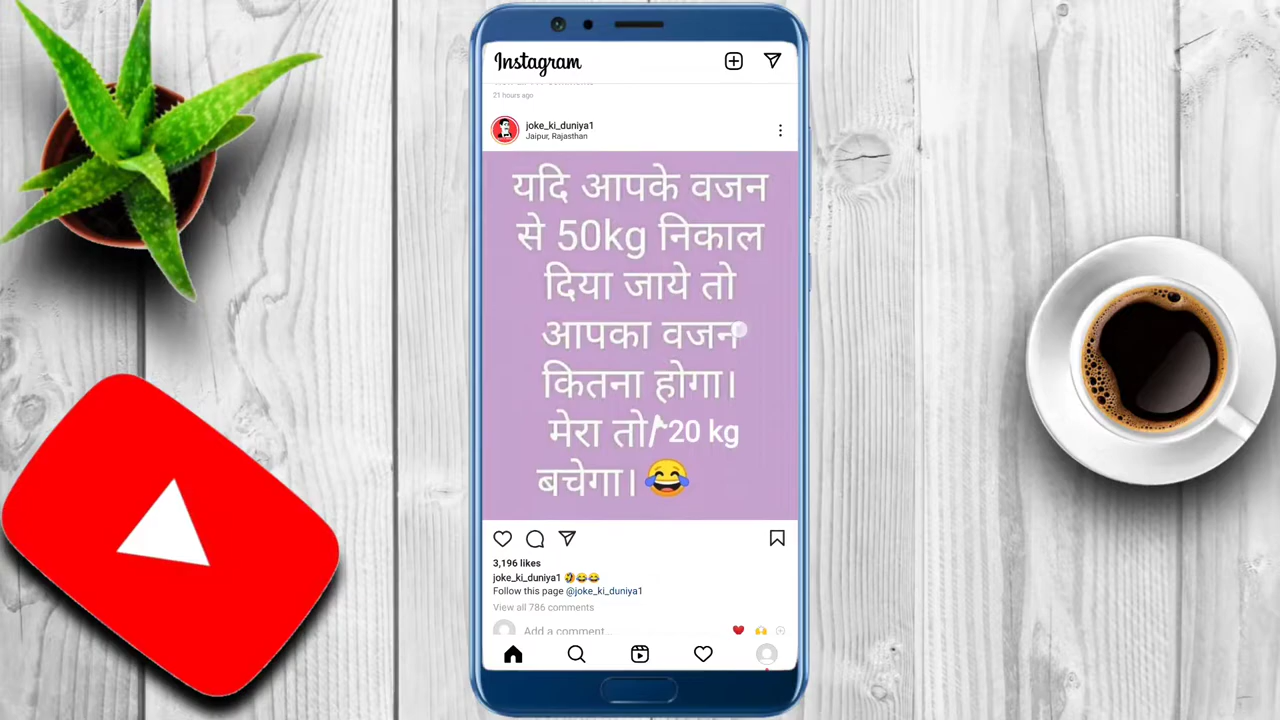 Instagram
21 hours ago
joke_ki_duniya1
Jaipur, Rajasthan
यदि आपके वजन
से 50kg निकाल
दिया जाये तो
आपका वजन
कितना होगा।
मेरा तो 20 kg
बचेगा।😂
3,196 likes
joke_ki_duniya1 🤣😂😂
Follow this page @joke_ki_duniya1
View all 786 comments
Add a comment...